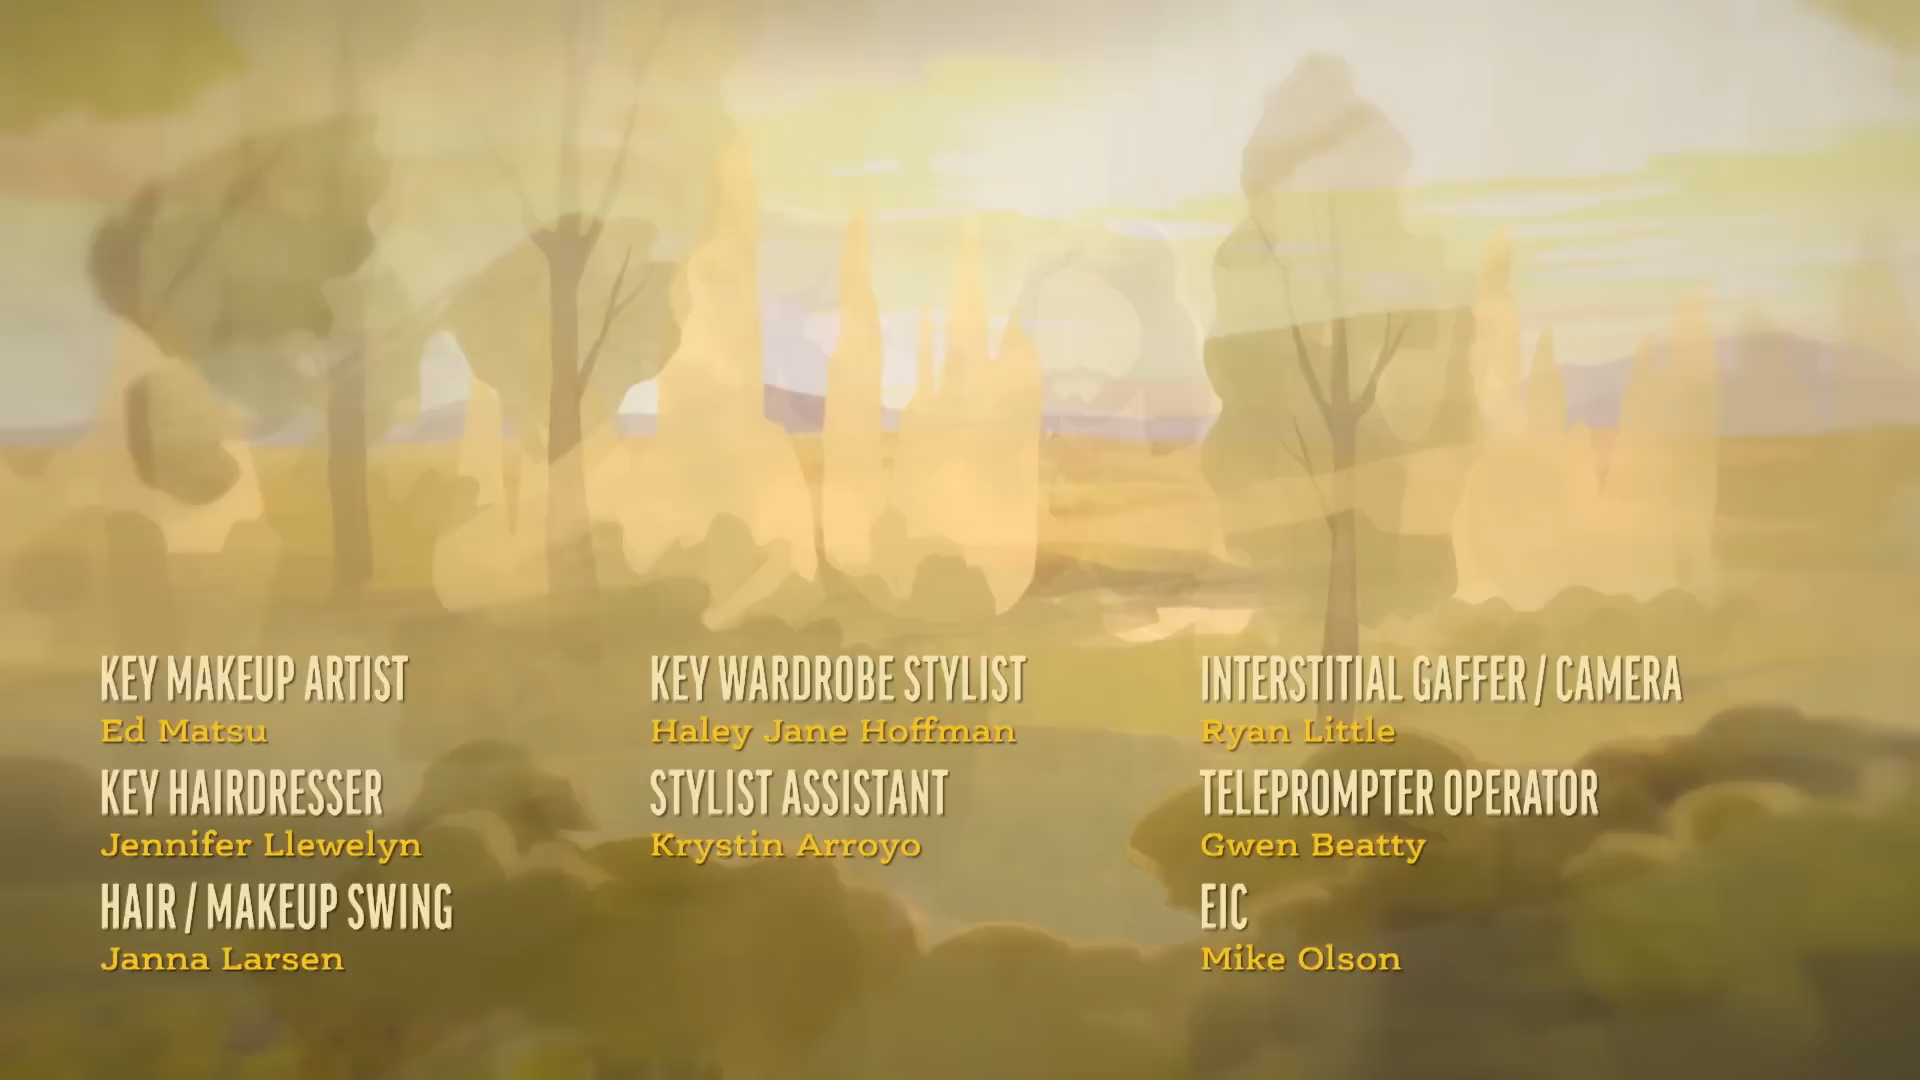 KEY MAKEUP ARTIST
Ed Matsu
KEY HAIRDRESSER
Jennifer Llewelyn
HAIR / MAKEUP SWING
Janna Larsen
KEY WARDROBE STYLIST
Haley Jane Hoffman
STYLIST ASSISTANT
Krystin Arroyo
INTERSTITIAL GAFFER / CAMERA
Ryan Little
TELEPROMPTER OPERATOR
Gwen Beatty
EIC
Mike Olson